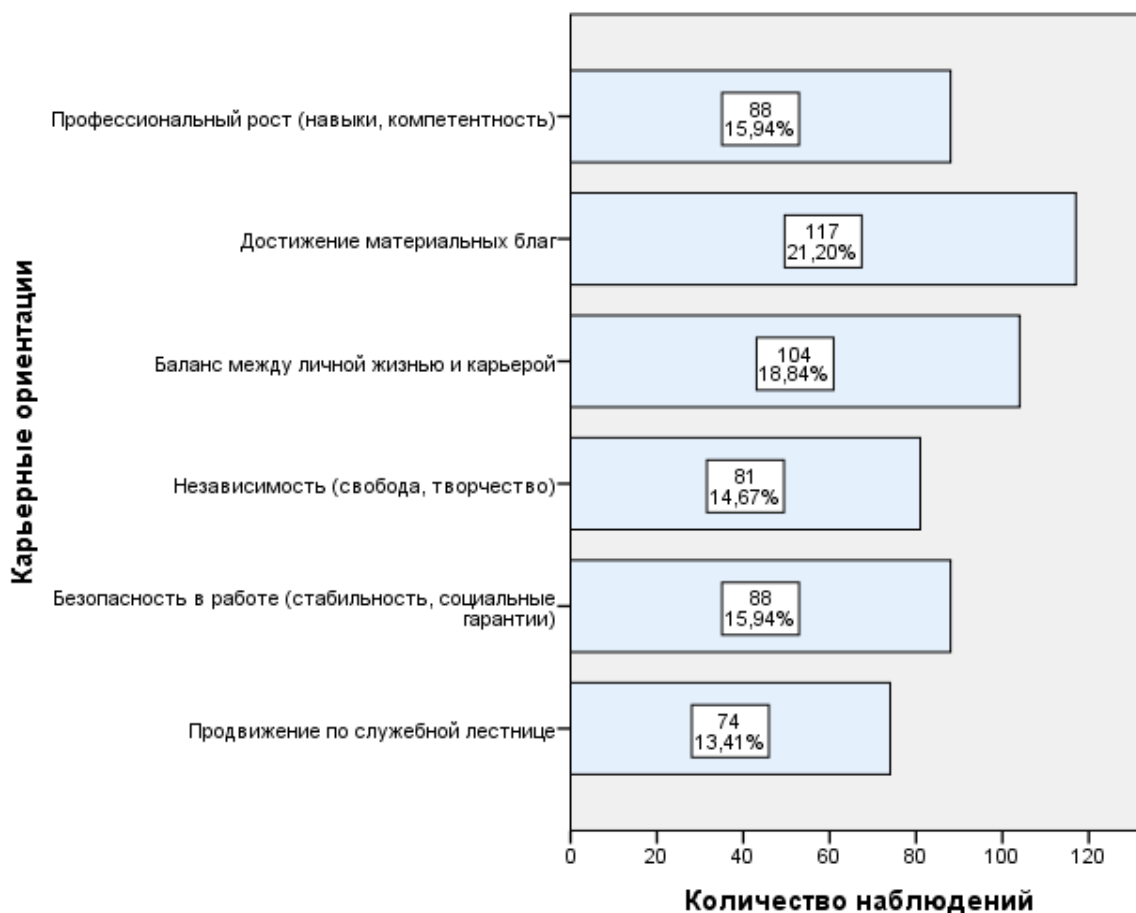 Карьерные ориентации
Профессиональный рост (навыки, компетентность)
88
15,94%
Достижение материальных благ
117
21,20%
Баланс между личной жизнью и карьерой
104
18,84%
Независимость (свобода, творчество)
81
14,67%
Безопасность в работе (стабильность, социальные
гарантии)
88
15,94%
Продвижение по служебной лестнице
74
13,41%
0 20 40 60 80 100 120
Количество наблюдений